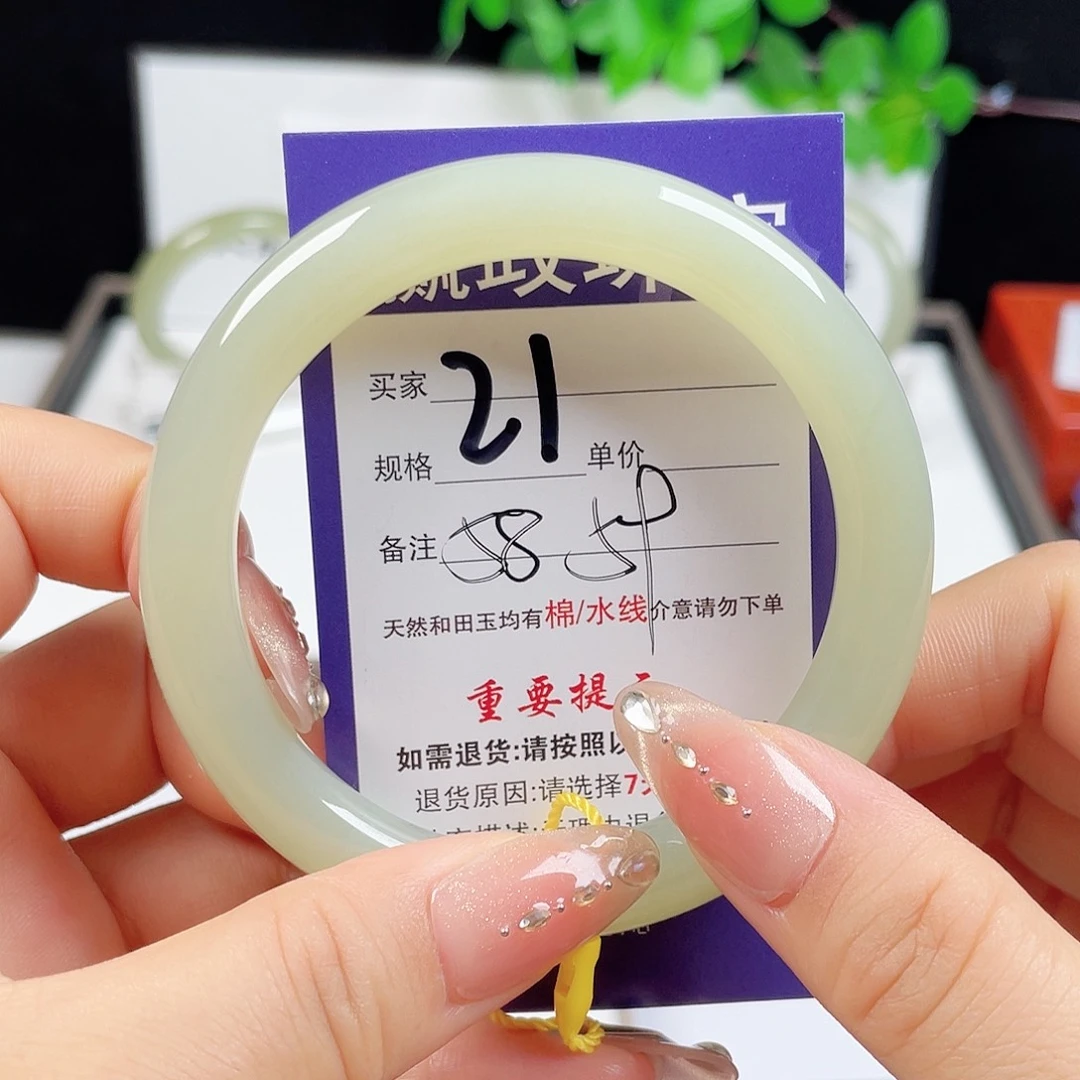 买家 21
规格 单价
备注 58 59
天然和田玉均有棉/水线介意请勿下单
重要提
如需退货:请按照以
退货原因:请选择7天